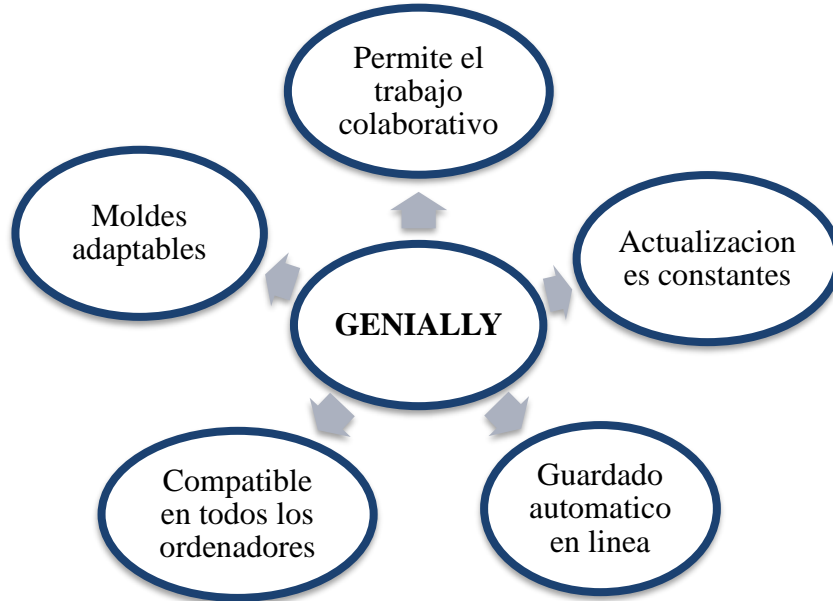 Permite el
trabajo
colaborativo
Moldes
adaptables
Actualizacion
es constantes
GENIALLY
Compatible
en todos los
ordenadores
Guardado
automatico
en linea